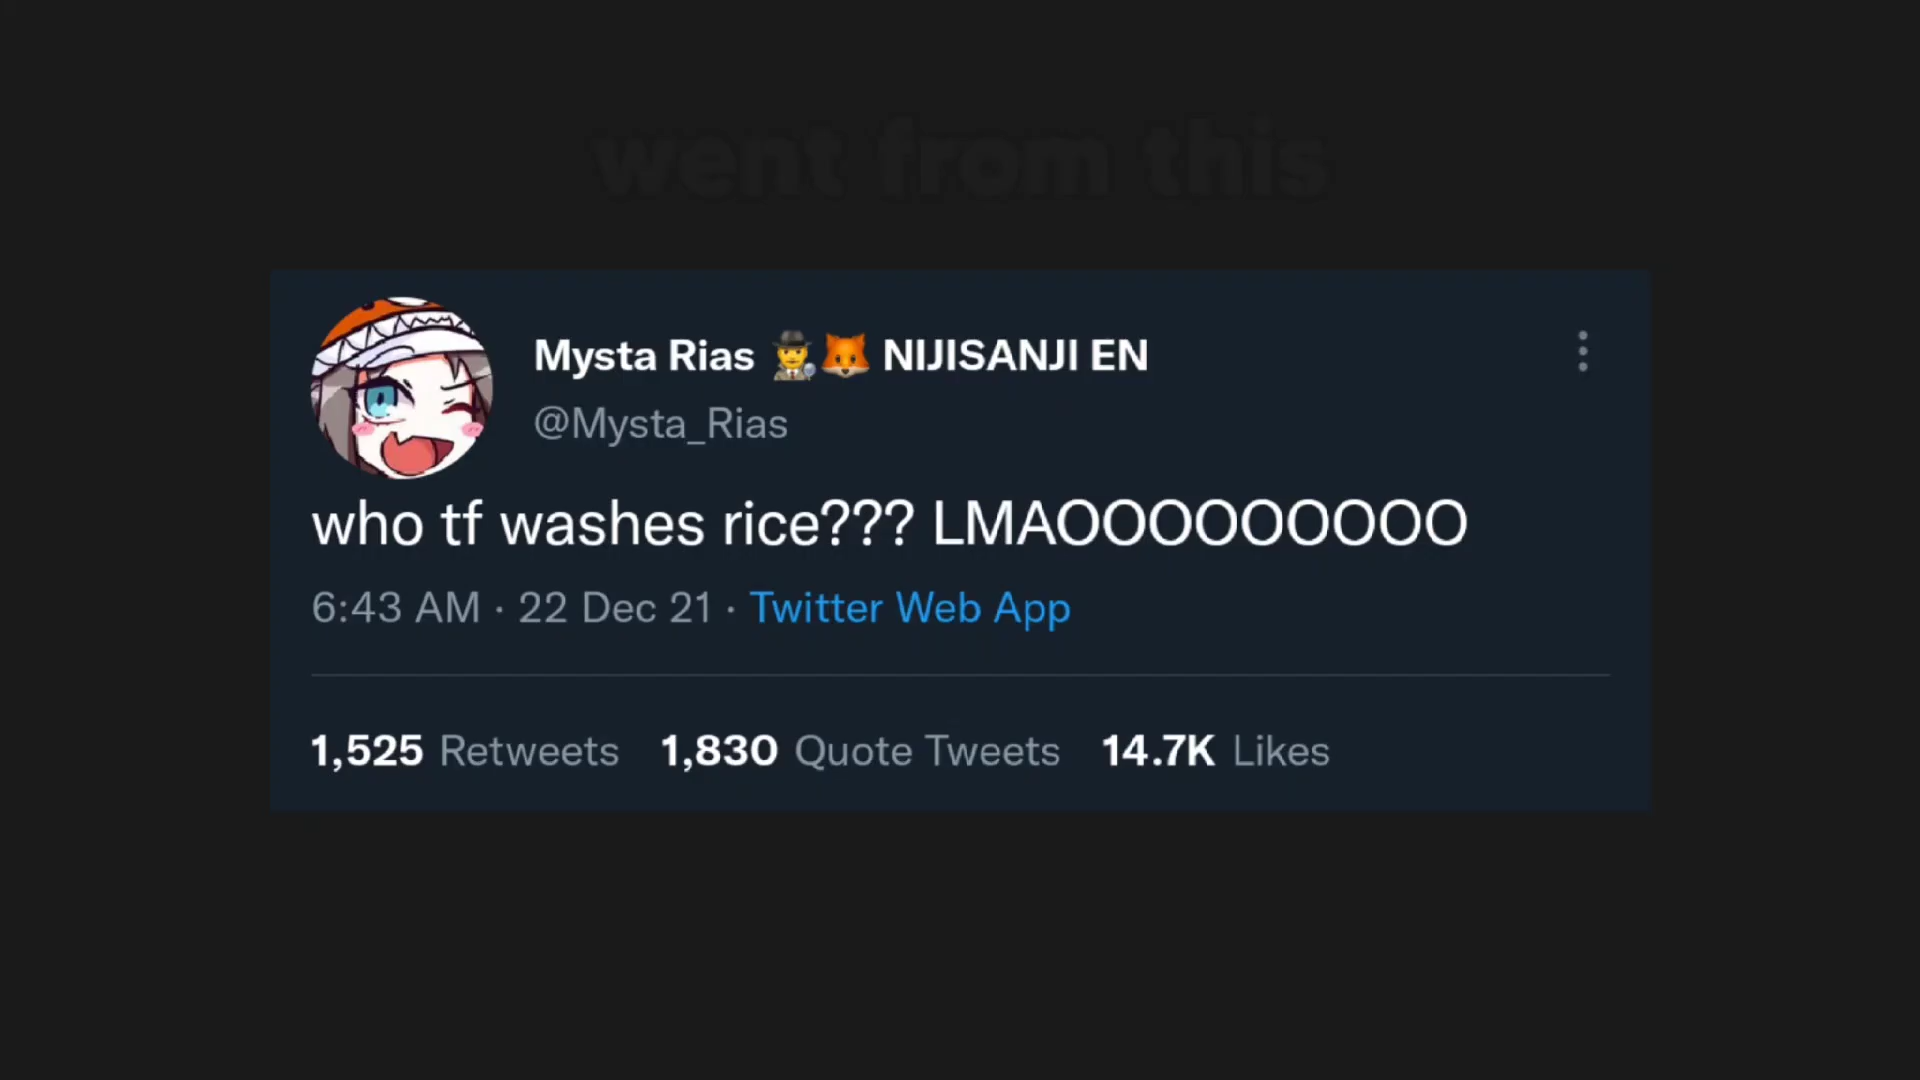 went from this
Mysta Rias 🕵️🦊 NIJISANJI EN
@Mysta_Rias
who tf washes rice??? LMAOOOOOOOOO
6:43 AM · 22 Dec 21 · Twitter Web App
1,525 Retweets 1,830 Quote Tweets 14.7K Likes